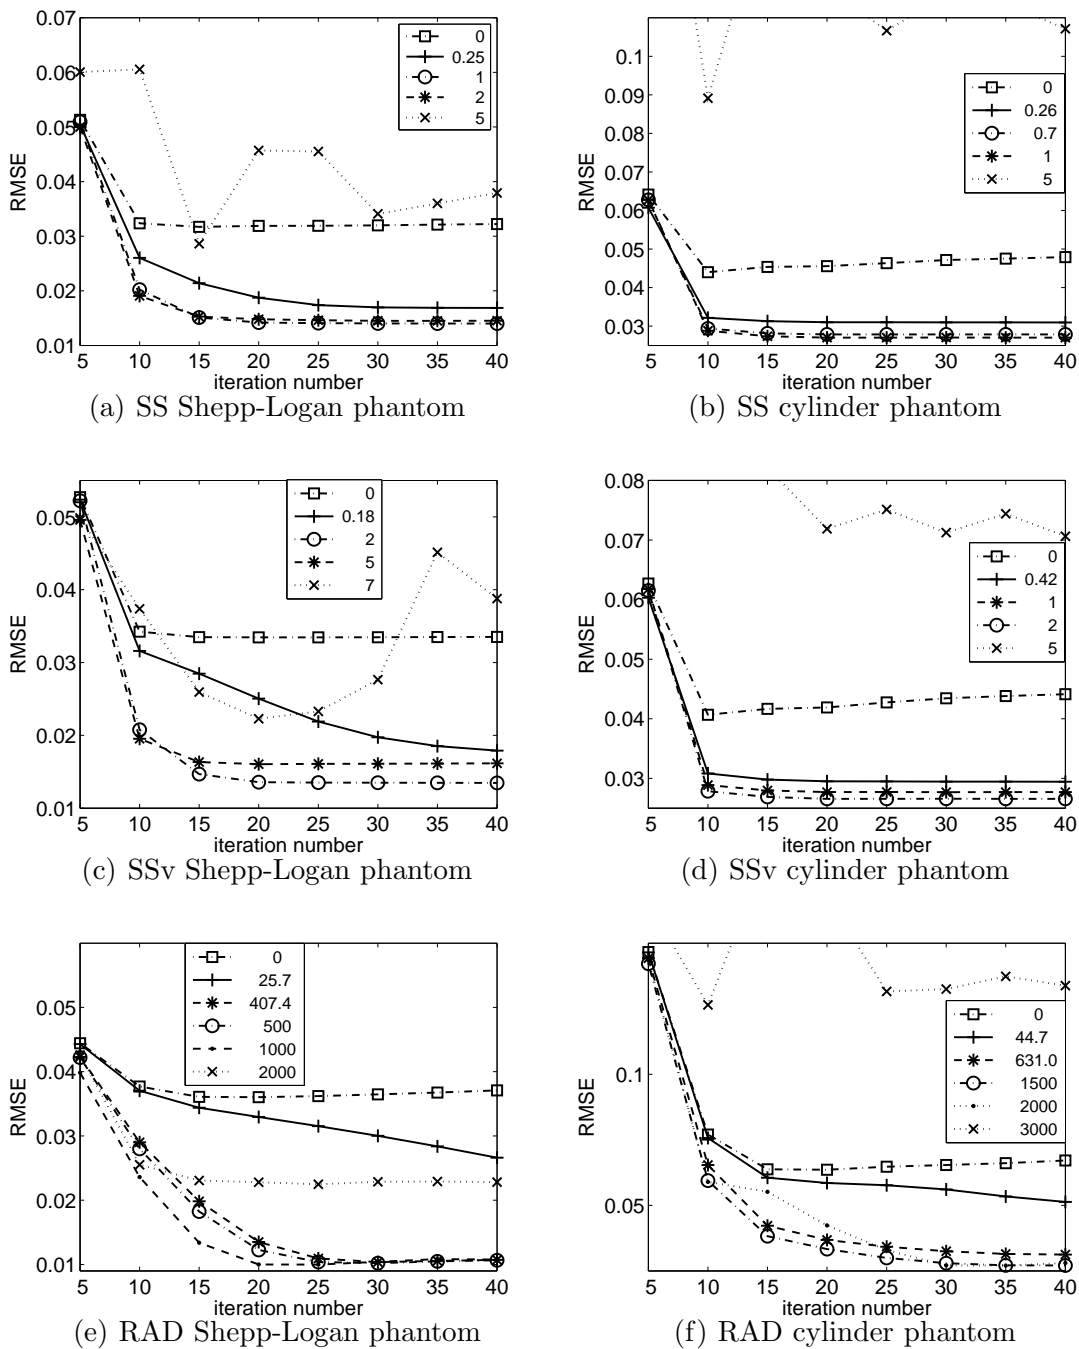 0.07
0.06
0.05
0.04
0.03
0.02
0.01
RMSE
5 10 15 20 25 30 35 40
iteration number
0
0.25
1
2
5
(a) SS Shepp-Logan phantom
0.1
0.09
0.08
0.07
0.06
0.05
0.04
0.03
RMSE
5 10 15 20 25 30 35 40
iteration number
0
0.26
0.7
1
5
(b) SS cylinder phantom
0.05
0.04
0.03
0.02
0.01
RMSE
5 10 15 20 25 30 35 40
iteration number
0
0.18
2
5
7
(c) SSv Shepp-Logan phantom
0.08
0.07
0.06
0.05
0.04
0.03
RMSE
5 10 15 20 25 30 35 40
iteration number
0
0.42
1
2
5
(d) SSv cylinder phantom
0.05
0.04
0.03
0.02
0.01
RMSE
5 10 15 20 25 30 35 40
iteration number
0
25.7
407.4
500
1000
2000
(e) RAD Shepp-Logan phantom
0.1
0.05
RMSE
5 10 15 20 25 30 35 40
iteration number
0
44.7
631.0
1500
2000
3000
(f) RAD cylinder phantom